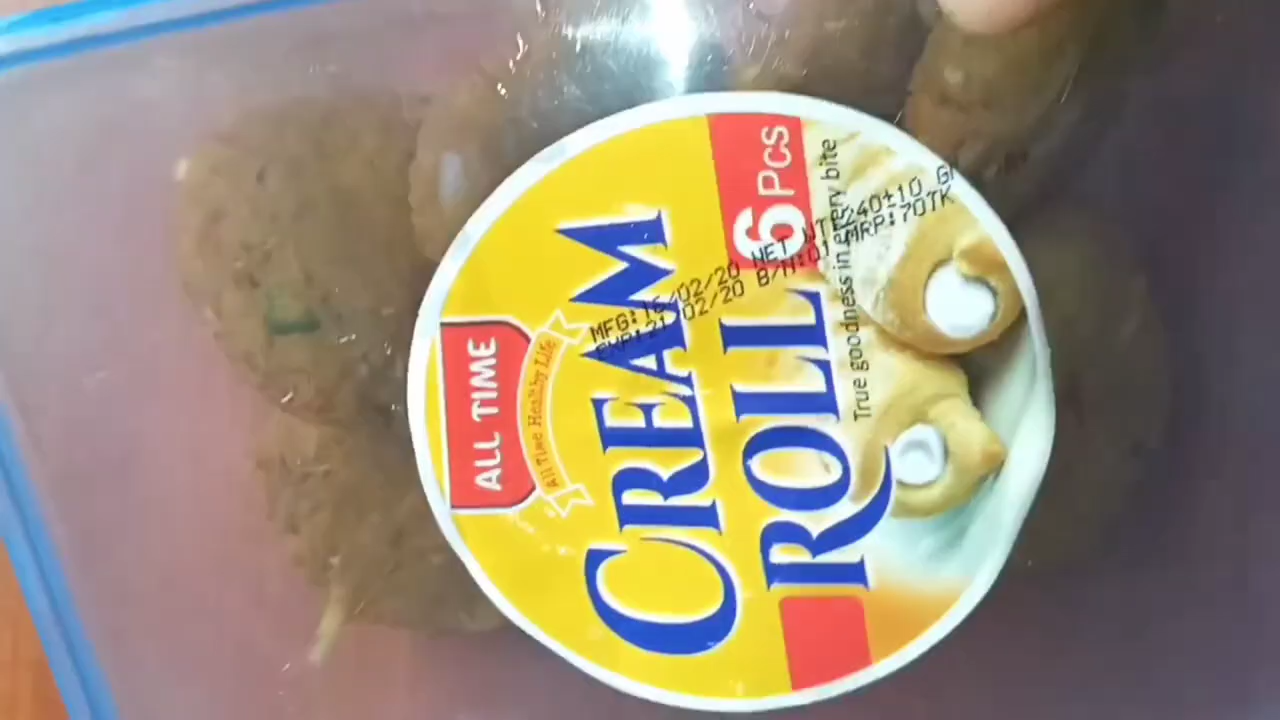 ALL TIME
All Time Healthy Life
CREAM
ROLL
6 Pcs
True goodness in every bite
MFG:16/02/20 NET WT:240±10 G
EXP:21/02/20 B/N:01 MRP:70TK